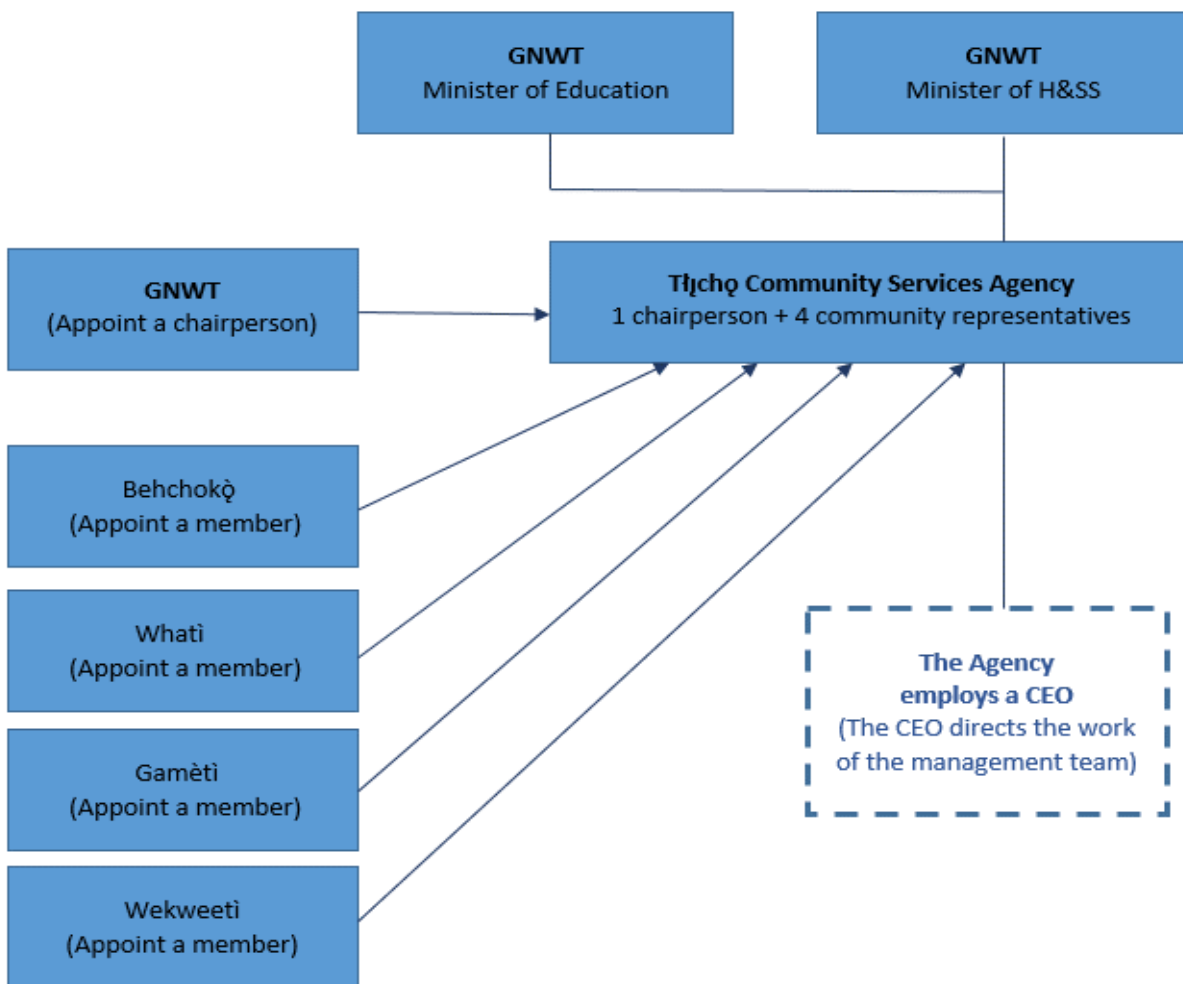 GNWT
Minister of Education
GNWT
Minister of H&SS
GNWT
(Appoint a chairperson)
Tłı̨chǫ Community Services Agency
1 chairperson + 4 community representatives
Behchokǫ̀
(Appoint a member)
Whatì
(Appoint a member)
Gamètì
(Appoint a member)
Wekweetì
(Appoint a member)
The Agency
employs a CEO
(The CEO directs the work
of the management team)